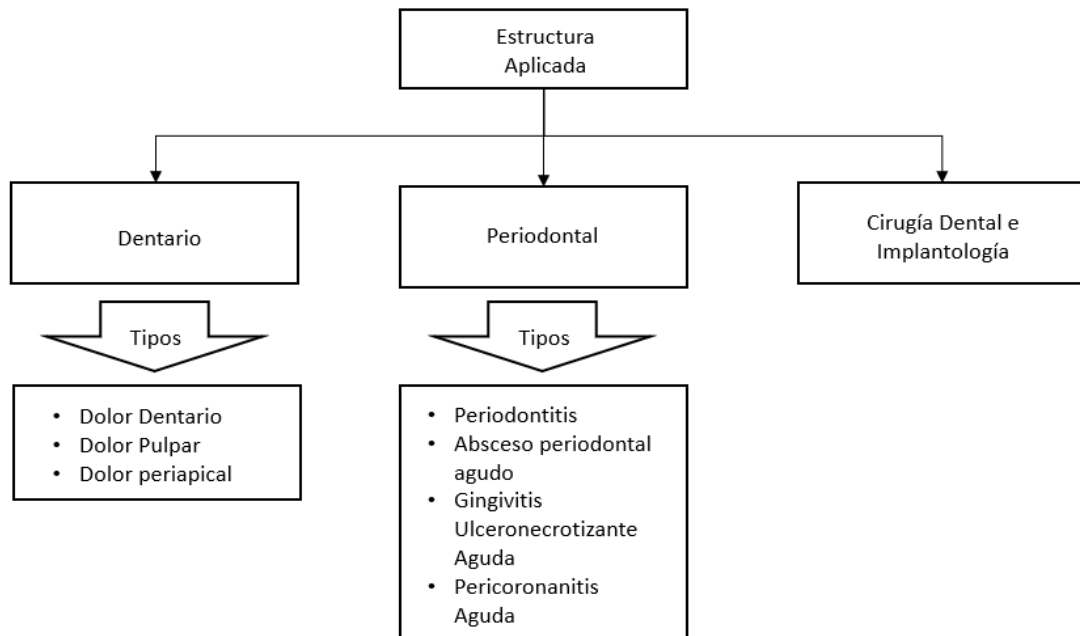 Estructura
Aplicada
Dentario
Periodontal
Cirugía Dental e
Implantología
Tipos
Tipos
• Dolor Dentario
• Dolor Pulpar
• Dolor periapical
• Periodontitis
• Absceso periodontal
agudo
• Gingivitis
Ulceronecrotizante
Aguda
• Pericoronanitis
Aguda